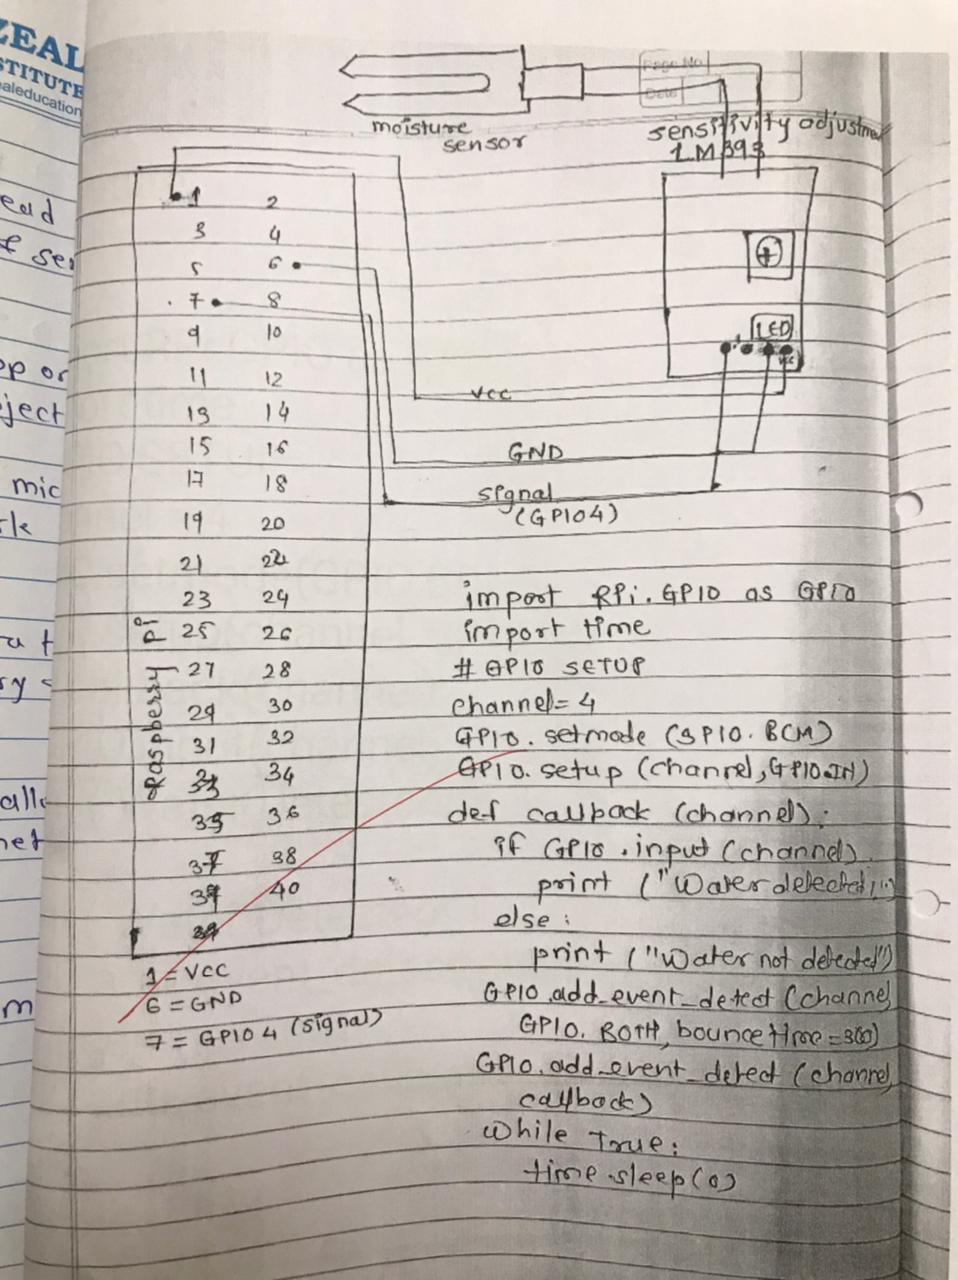 ZEAL
STITUTE
ealeducation
Page No
Date
moisture
sensor
sensitivity adjustme
LM393
1 2
3 4
5 6
7 8
9 10
11 12
13 14
15 16
17 18
19 20
21 22
23 24
25 26
27 28
29 30
31 32
33 34
35 36
37 38
39 40
39
Raspberry Pi
LED
VCC
VCC
GND
signal
(GPIO4)
1 = VCC
6 = GND
7 = GPIO 4 (signal)
import RPi.GPIO as GPIO
import time
# GPIO SETUP
channel = 4
GPIO.setmode (GPIO.BCM)
GPIO.setup (channel, GPIO.IN)
def callback (channel):
if GPIO.input (channel)
print ("Water detected!")
else:
print ("Water not detected")
GPIO.add_event_detect (channel
GPIO.BOTH, bouncetime=300)
GPIO.add_event_detect (channel
callback)
while True:
time.sleep(0)
ead
op or
ject
mic
ry
alle
net
m